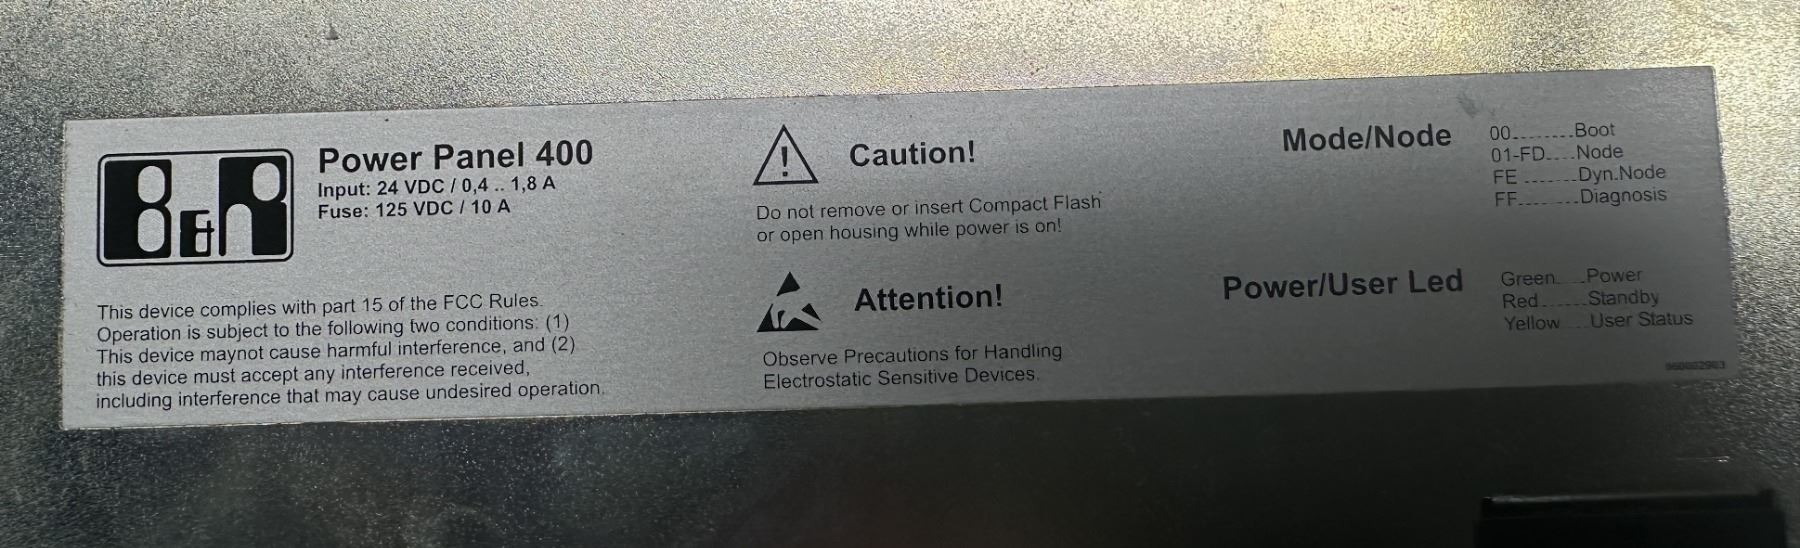 B&R
Power Panel 400
Input: 24 VDC / 0,4 .. 1,8 A
Fuse: 125 VDC / 10 A
This device complies with part 15 of the FCC Rules.
Operation is subject to the following two conditions: (1)
This device maynot cause harmful interference, and (2)
this device must accept any interference received,
including interference that may cause undesired operation.
Caution!
Do not remove or insert Compact Flash
or open housing while power is on!
Attention!
Observe Precautions for Handling
Electrostatic Sensitive Devices.
Mode/Node
00........Boot
01-FD....Node
FE .......Dyn.Node
FF........Diagnosis
Power/User Led
Green.....Power
Red.......Standby
Yellow....User Status